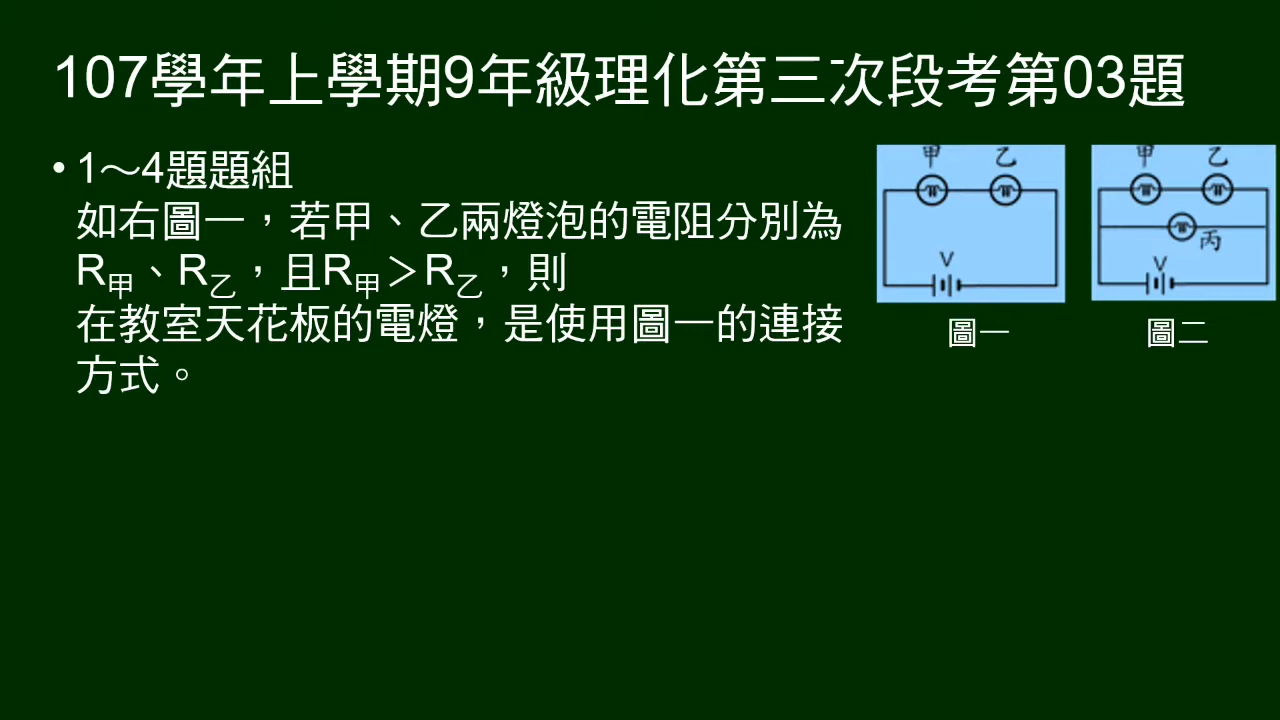 107學年上學期9年級理化第三次段考第03題
• 1～4題題組
如右圖一，若甲、乙兩燈泡的電阻分別為
R甲、R乙，且R甲＞R乙，則
在教室天花板的電燈，是使用圖一的連接
方式。
甲 乙
V
圖一
甲 乙
丙
V
圖二